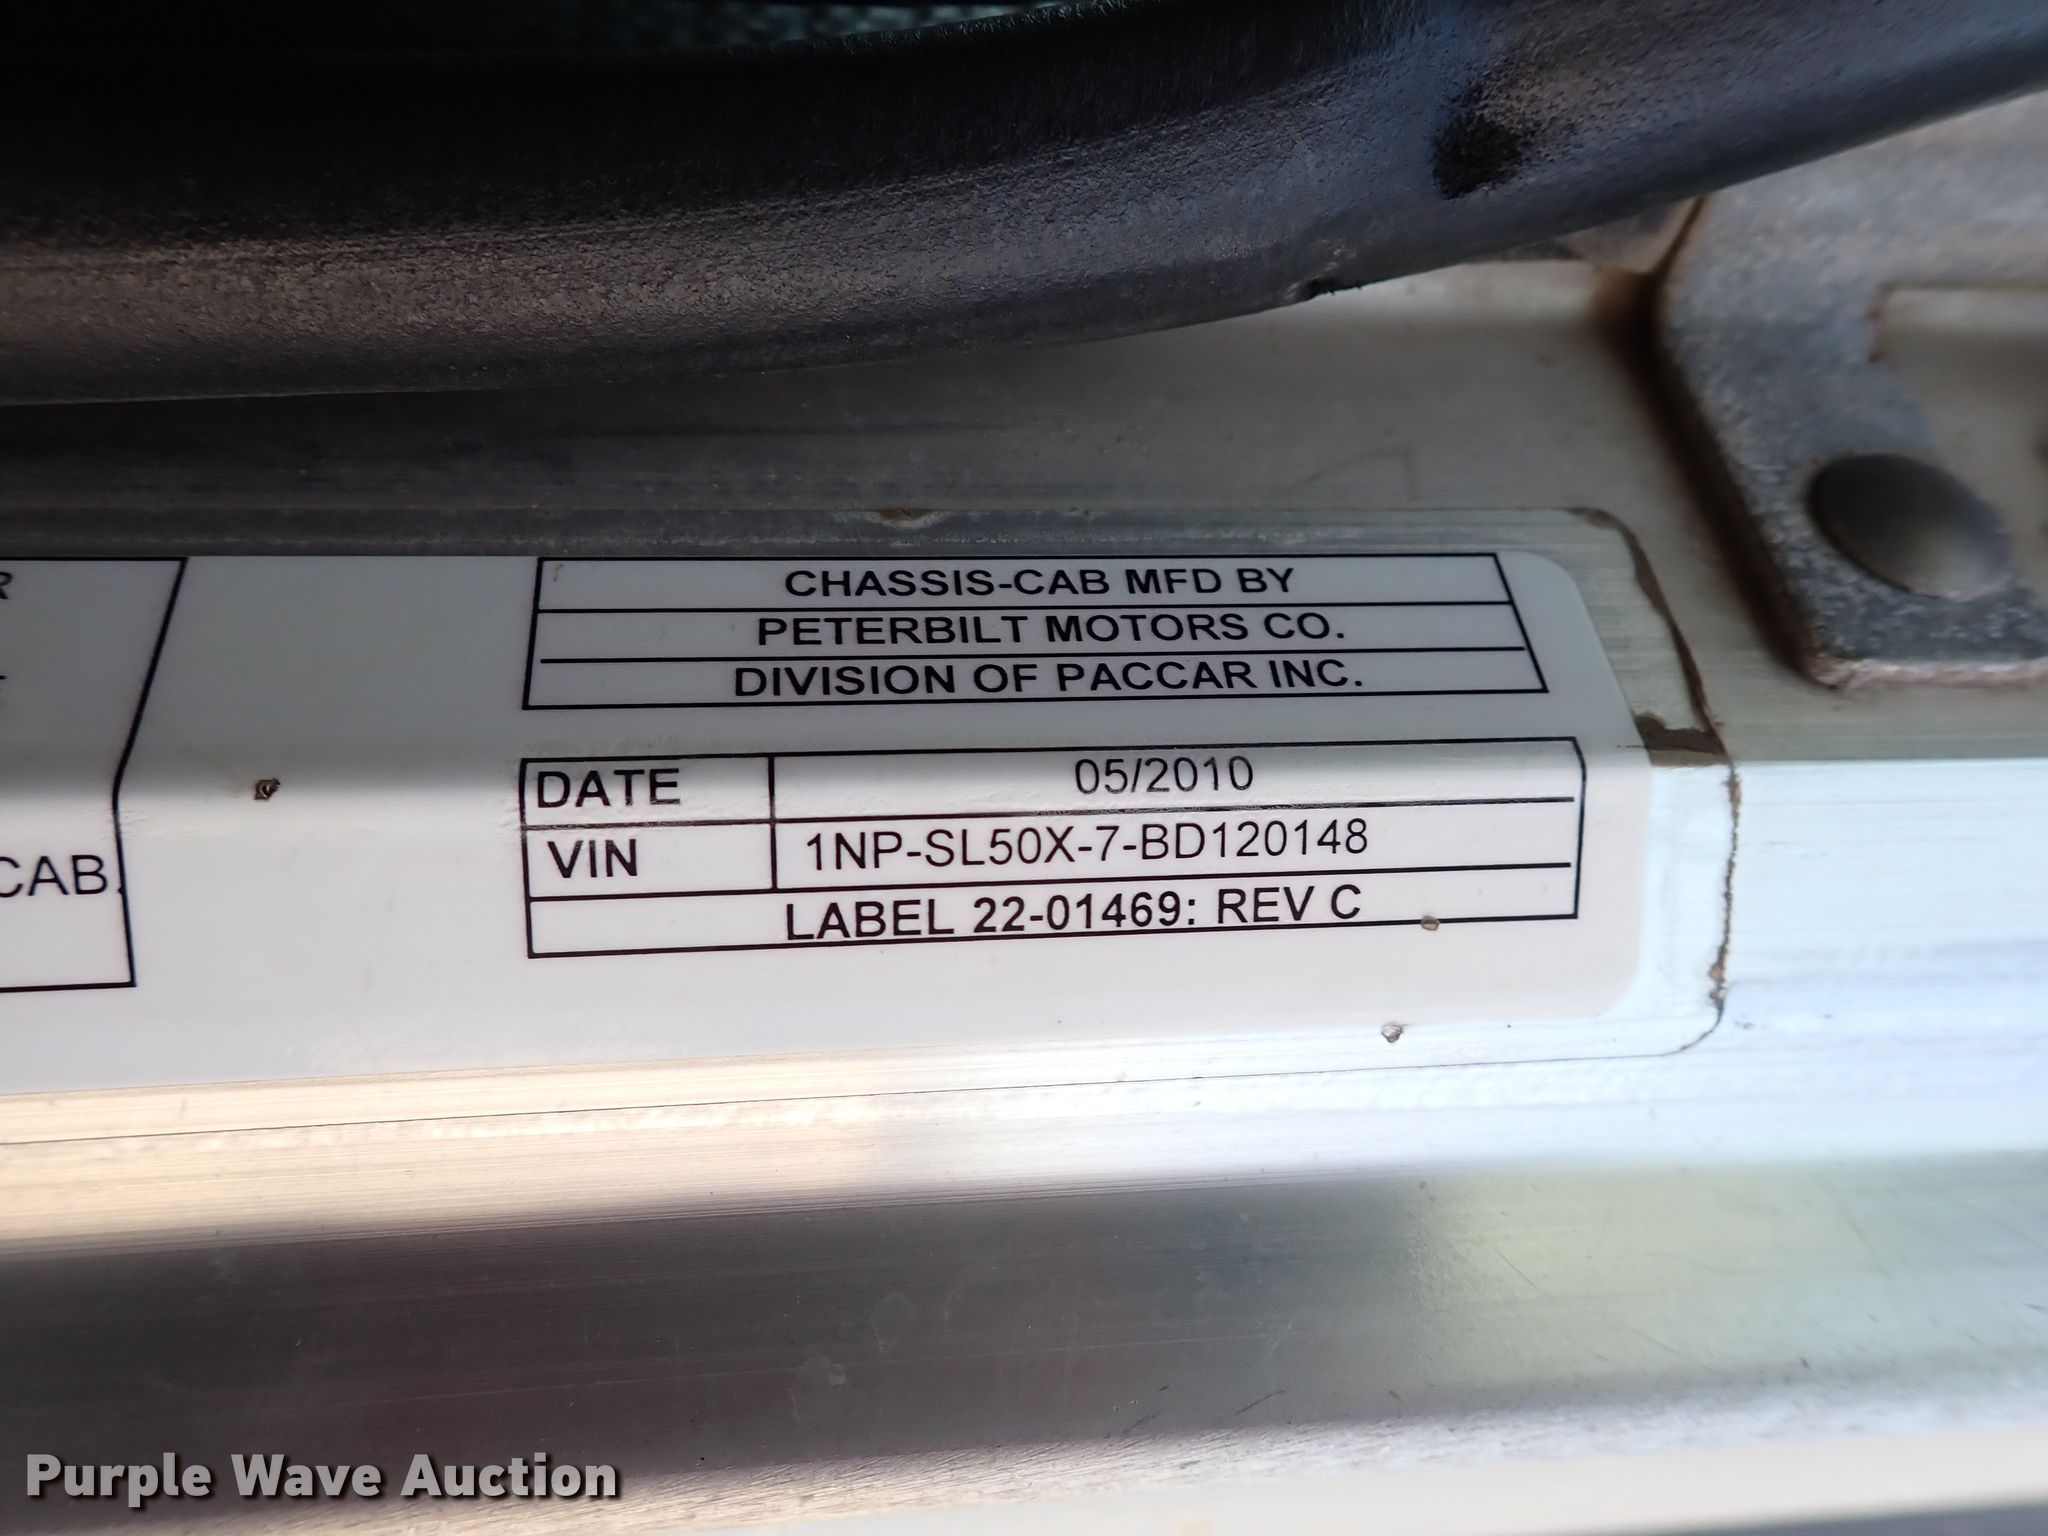 R
CAB
CHASSIS-CAB MFD BY
PETERBILT MOTORS CO.
DIVISION OF PACCAR INC.
DATE 05/2010
VIN 1NP-SL50X-7-BD120148
LABEL 22-01469: REV C
Purple Wave Auction